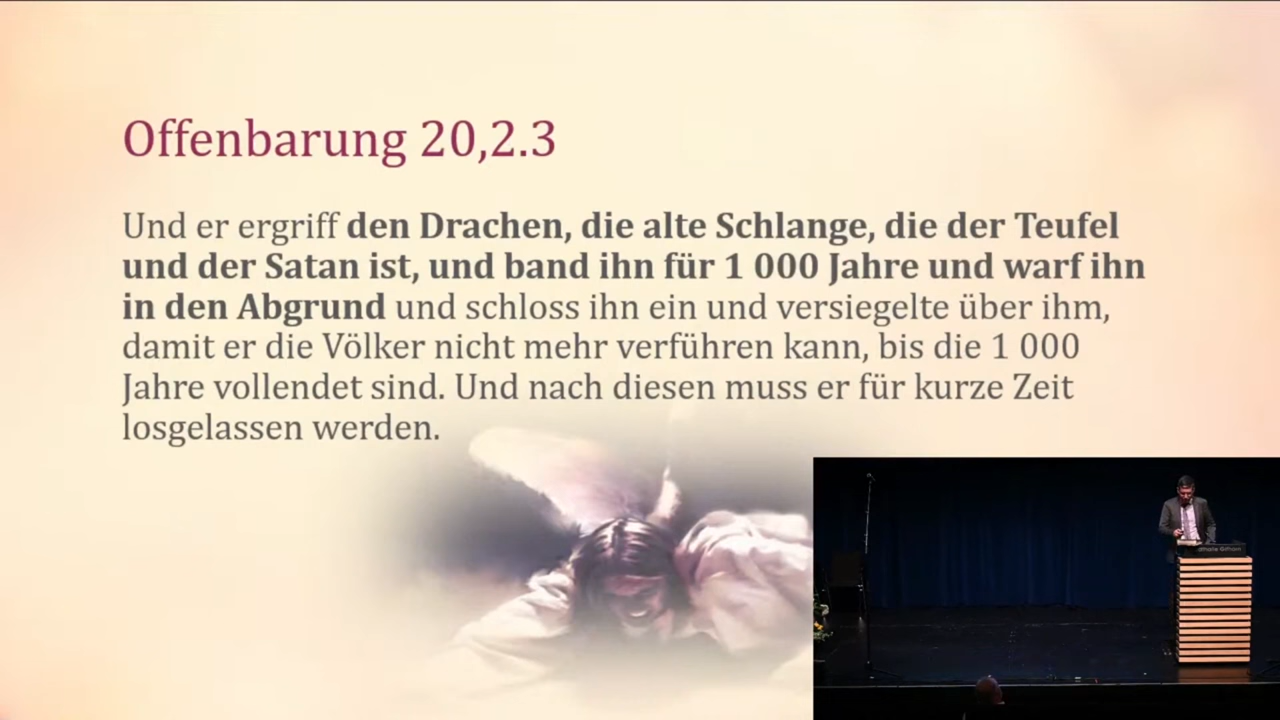 Offenbarung 20,2.3
Und er ergriff den Drachen, die alte Schlange, die der Teufel
und der Satan ist, und band ihn für 1 000 Jahre und warf ihn
in den Abgrund und schloss ihn ein und versiegelte über ihm,
damit er die Völker nicht mehr verführen kann, bis die 1 000
Jahre vollendet sind. Und nach diesen muss er für kurze Zeit
losgelassen werden.